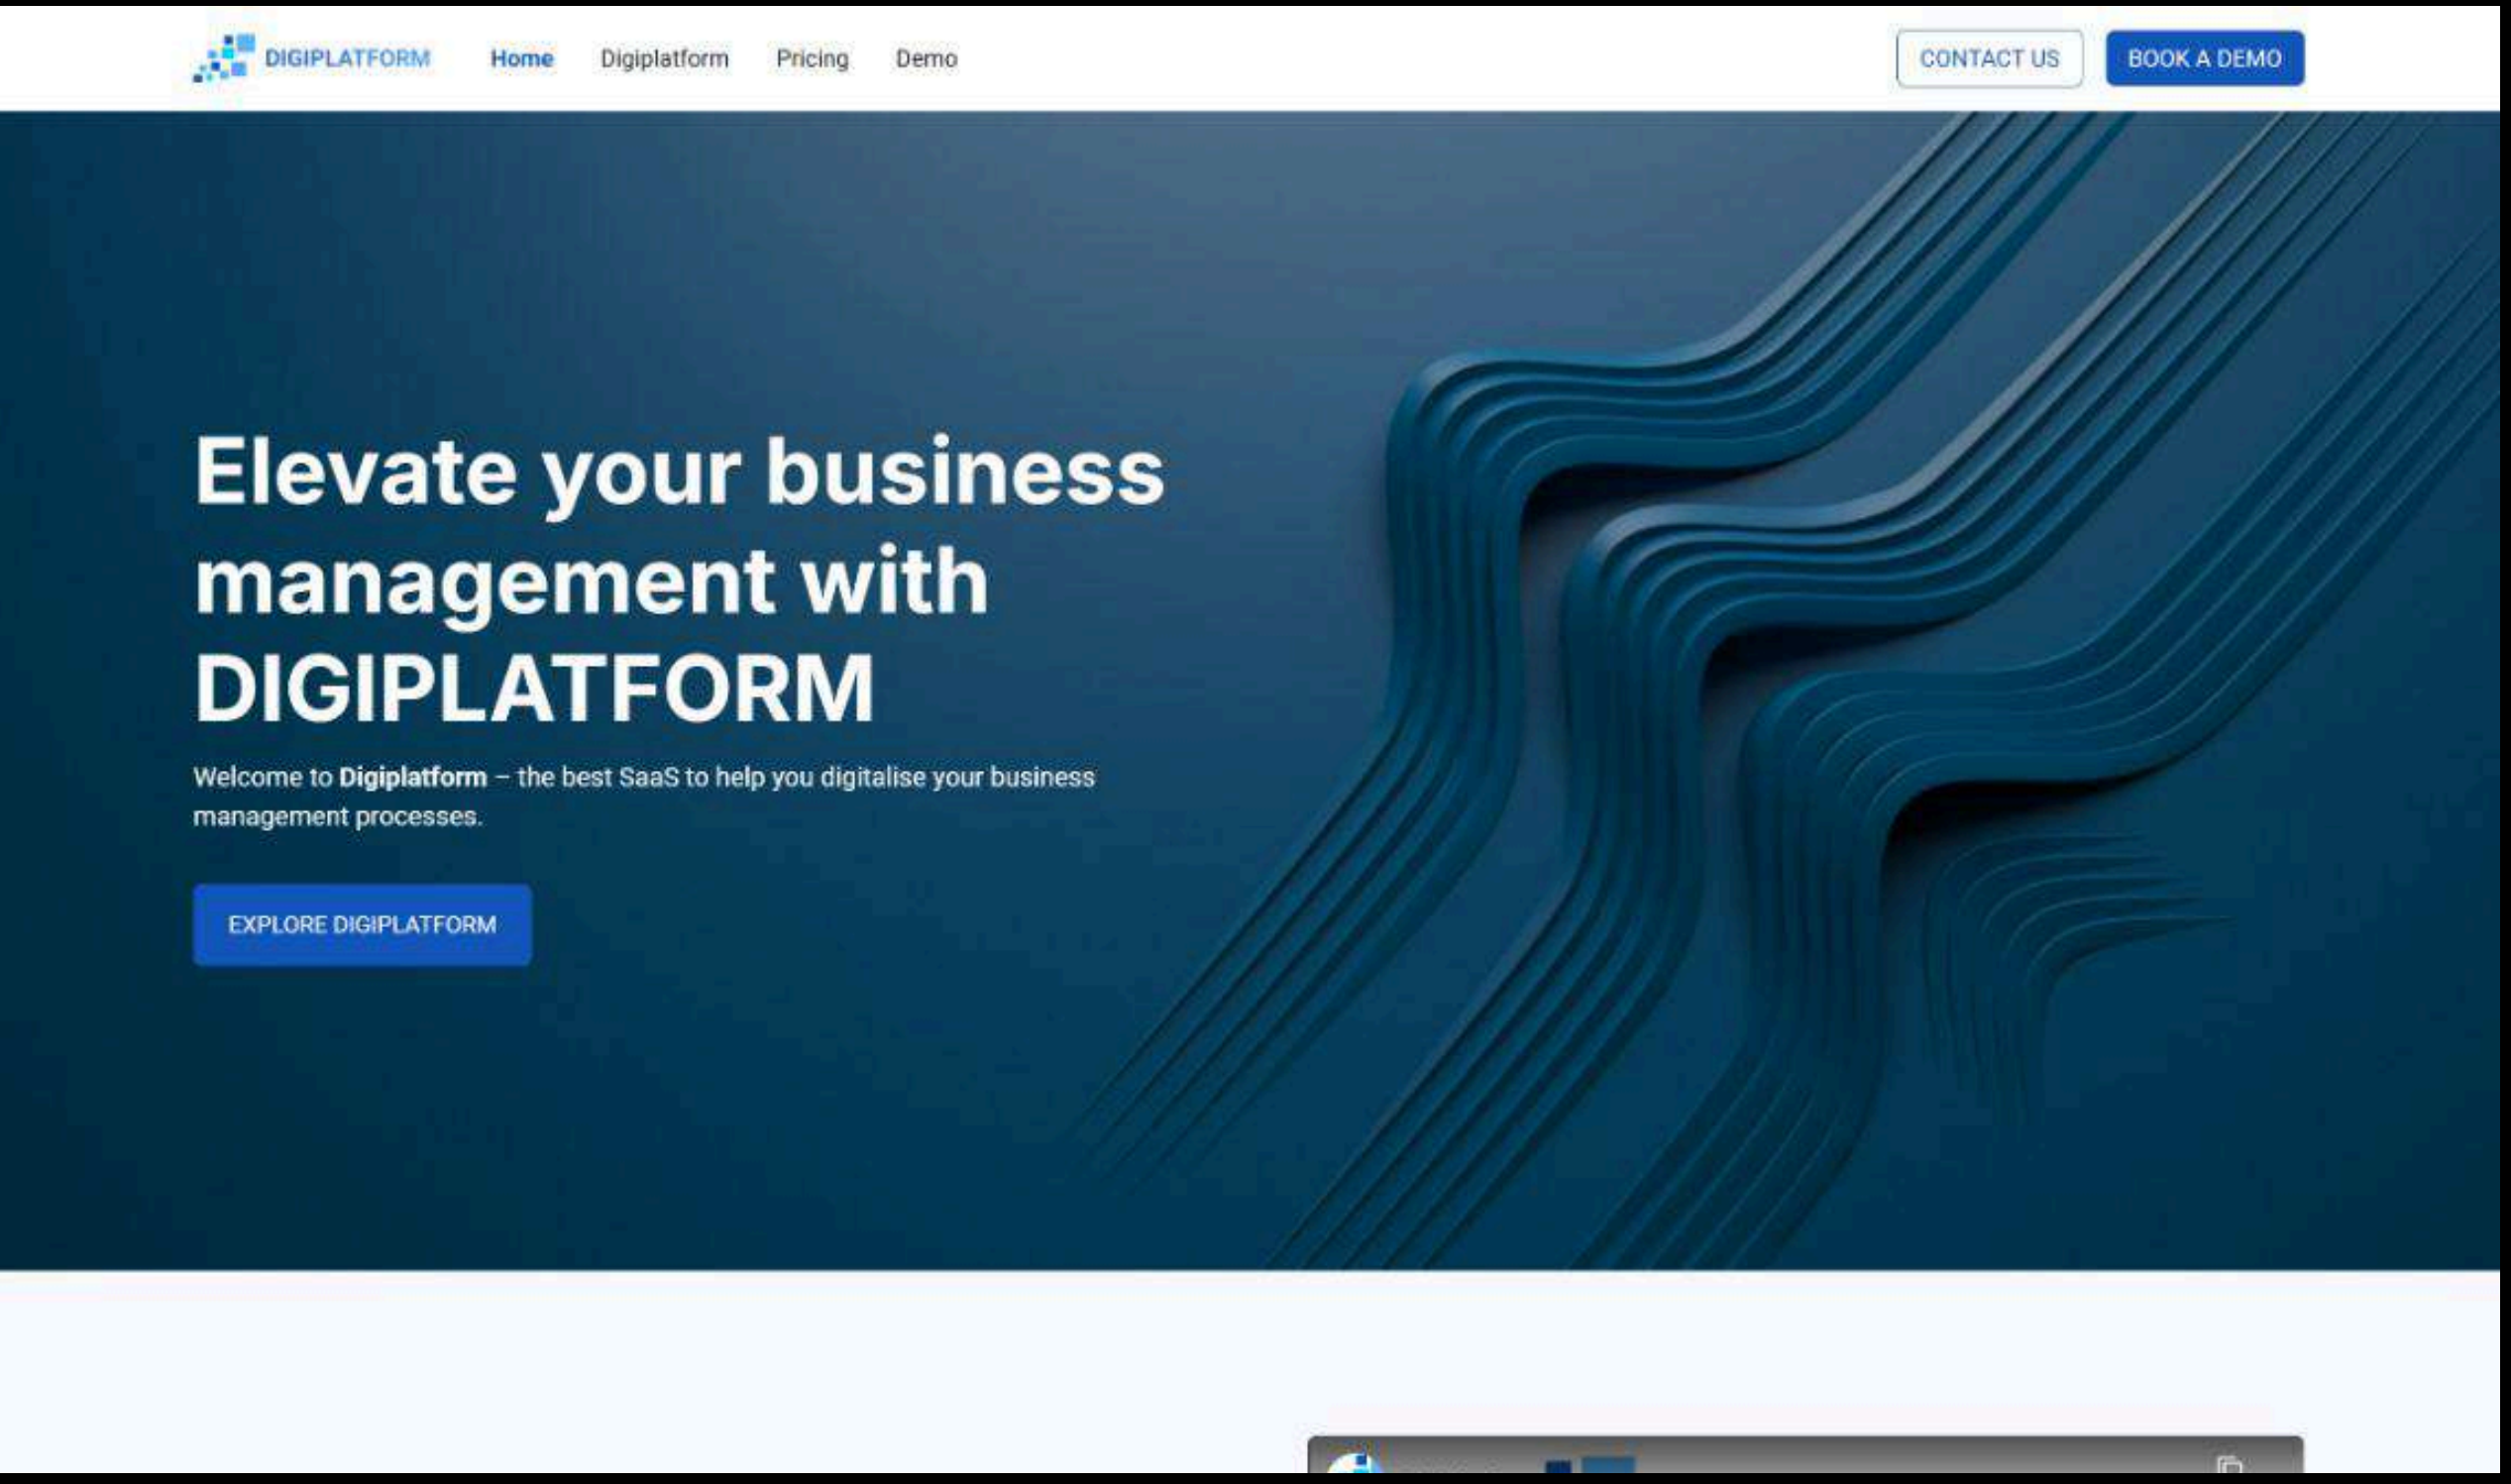 DIGIPLATFORM
Home
Digiplatform
Pricing
Demo
CONTACT US
BOOK A DEMO
Elevate your business
management with
DIGIPLATFORM
Welcome to Digiplatform – the best SaaS to help you digitalise your business
management processes.
EXPLORE DIGIPLATFORM